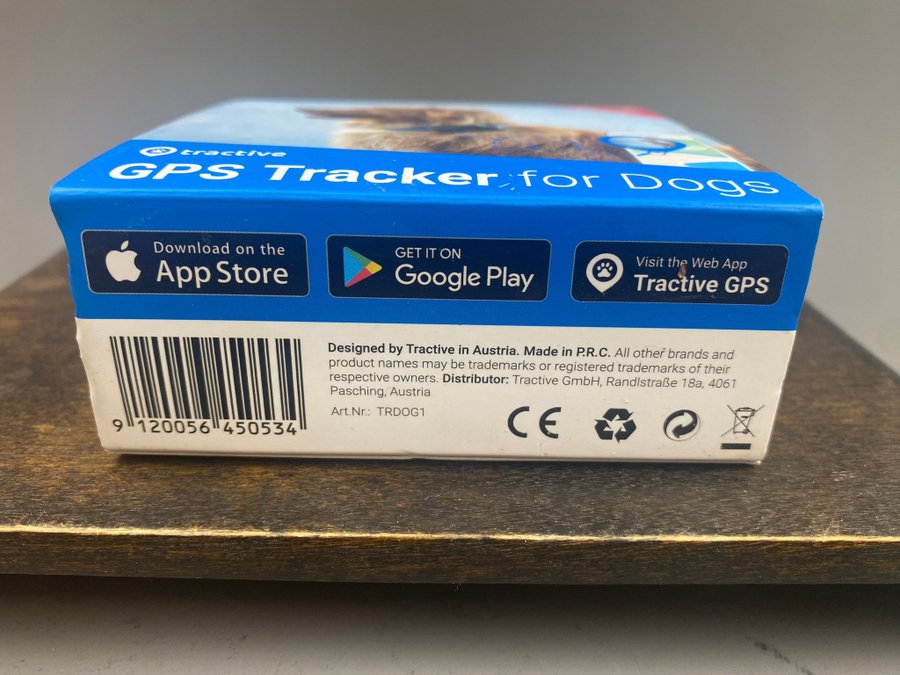 tractive
GPS Tracker for Dogs
Download on the
App Store
GET IT ON
Google Play
Visit the Web App
Tractive GPS
Designed by Tractive in Austria. Made in P.R.C. All other brands and
product names may be trademarks or registered trademarks of their
respective owners. Distributor: Tractive GmbH, Randlstraße 18a, 4061
Pasching, Austria
Art.Nr.: TRDOG1
9 120056 450534
CE